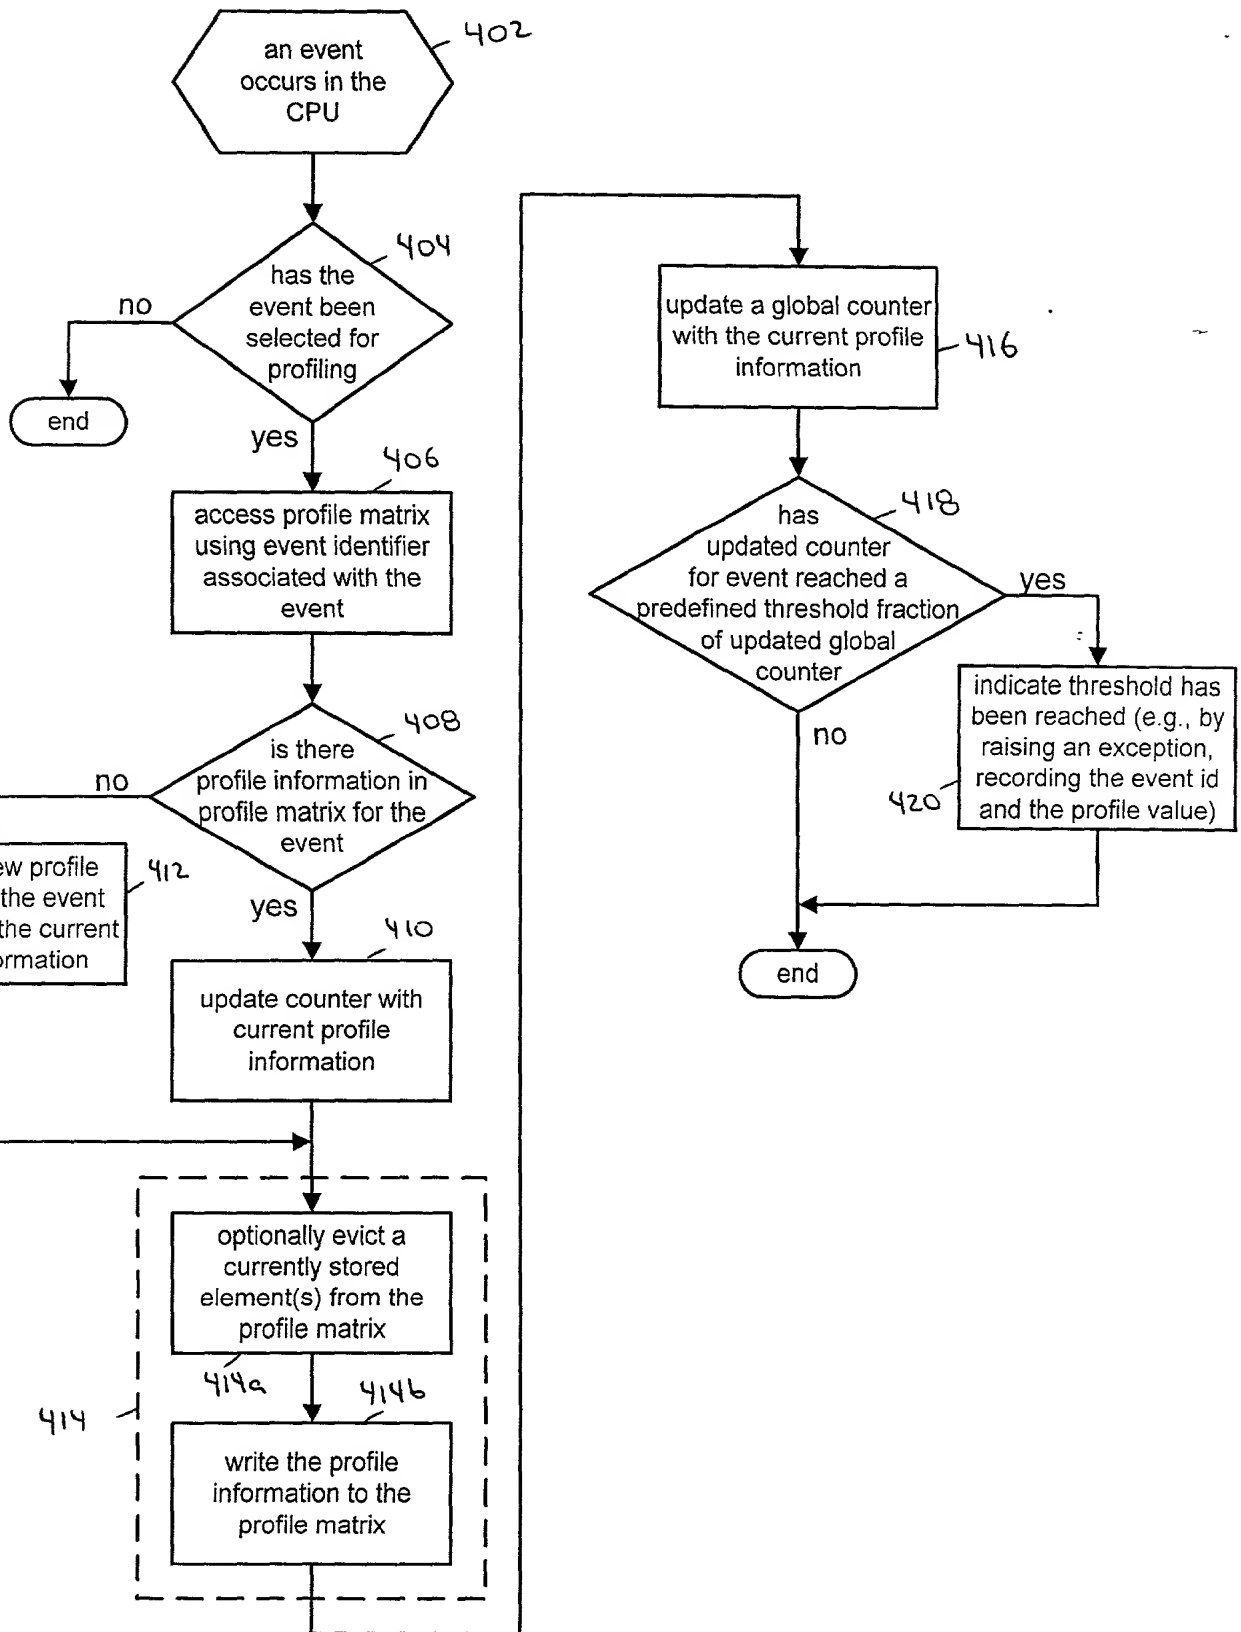 402
an event
occurs in the
CPU
404
has the
event been
selected for
profiling
no
end
yes
406
access profile matrix
using event identifier
associated with the
event
408
is there
profile information in
profile matrix for the
event
no
412
ew profile
the event
the current
ormation
yes
410
update counter with
current profile
information
414
optionally evict a
currently stored
element(s) from the
profile matrix
414a
414b
write the profile
information to the
profile matrix
update a global counter
with the current profile
information
416
418
has
updated counter
for event reached a
predefined threshold fraction
of updated global
counter
yes
no
indicate threshold has
been reached (e.g., by
raising an exception,
recording the event id
and the profile value)
420
end